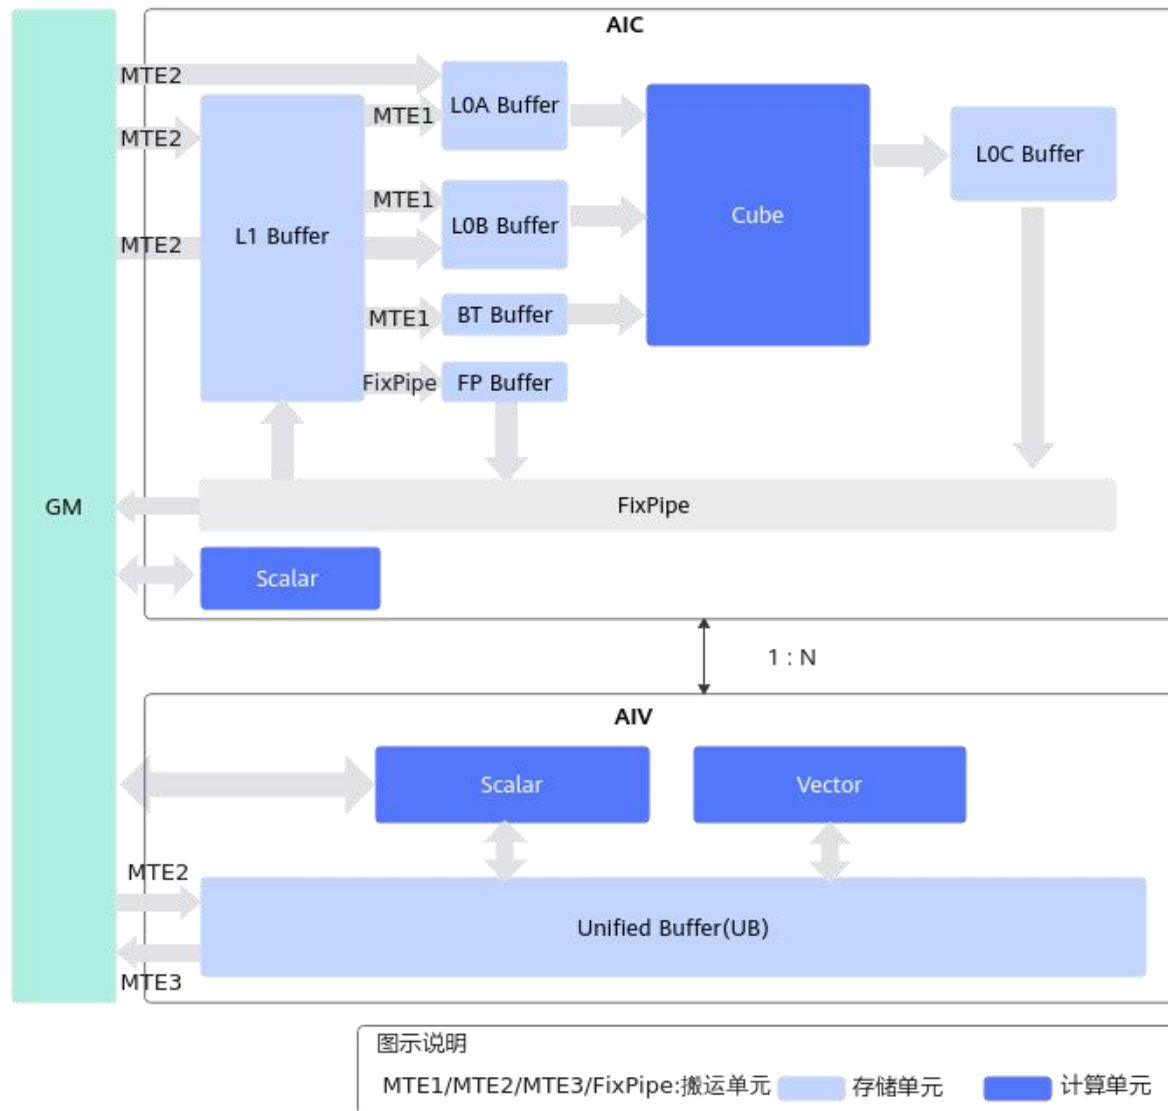 AIC
MTE2
L0A Buffer
MTE1
MTE2
L0C Buffer
MTE1
L0B Buffer
Cube
L1 Buffer
MTE2
MTE1
BT Buffer
FixPipe
FP Buffer
GM
FixPipe
Scalar
1 : N
AIV
Scalar
Vector
MTE2
Unified Buffer(UB)
MTE3
图示说明
MTE1/MTE2/MTE3/FixPipe:搬运单元
存储单元
计算单元